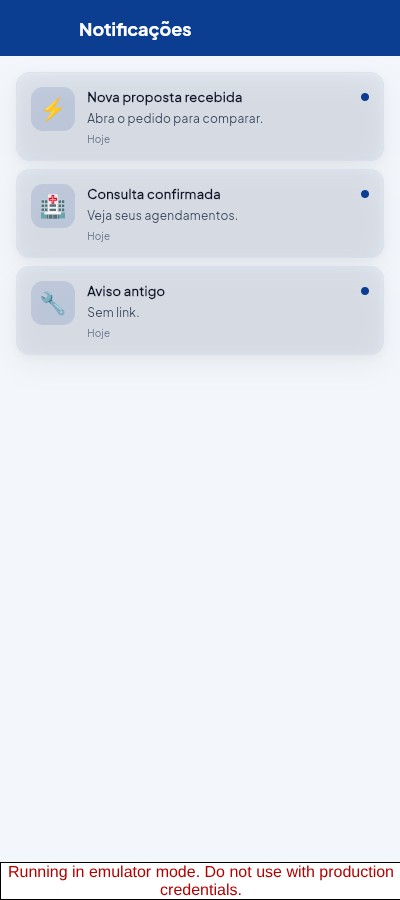 Notificações
Nova proposta recebida
Abra o pedido para comparar.
Hoje
Consulta confirmada
Veja seus agendamentos.
Hoje
Aviso antigo
Sem link.
Hoje
Running in emulator mode. Do not use with production
credentials.